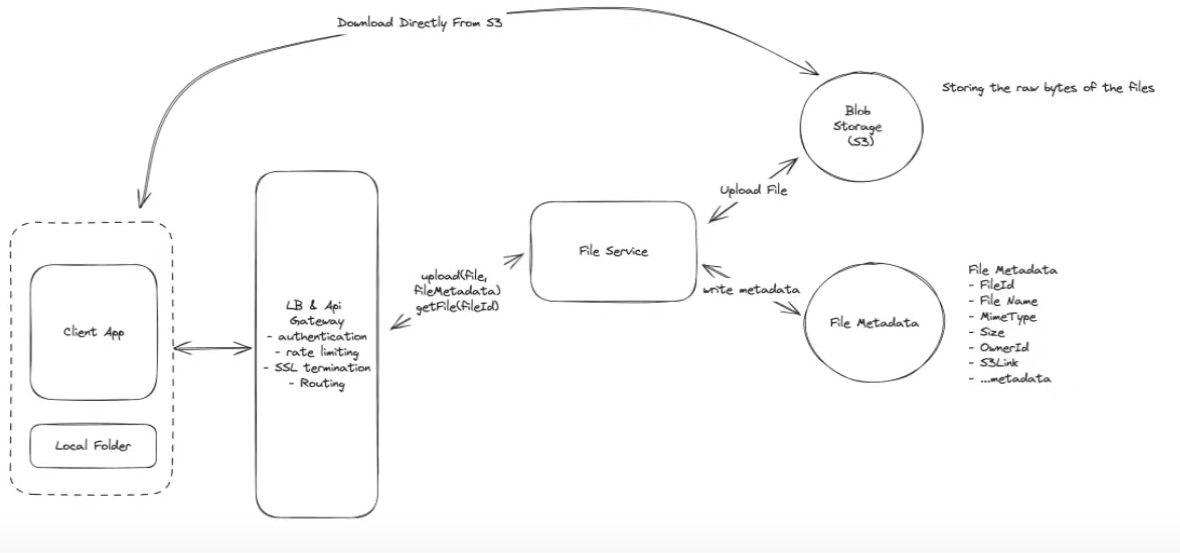 Download Directly From S3
Storing the raw bytes of the files
Blob
Storage
(S3)
Upload File
File Service
upload(file,
fileMetadata)
getFile(fileId)
write metadata
File Metadata
File Metadata
- FileId
- File Name
- MimeType
- Size
- OwnerId
- S3Link
- ...metadata
LB & Api
Gateway
- authentication
- rate limiting
- SSL termination
- Routing
Client App
Local Folder